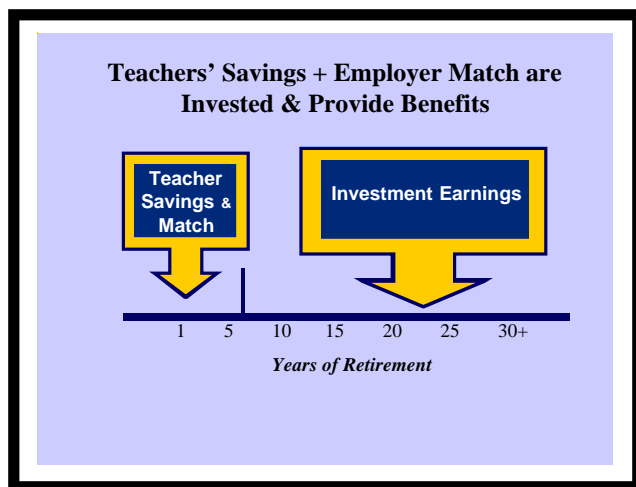 Teachers’ Savings + Employer Match are
Invested & Provide Benefits
Teacher
Savings &
Match
Investment Earnings
1 5 10 15 20 25 30+
Years of Retirement